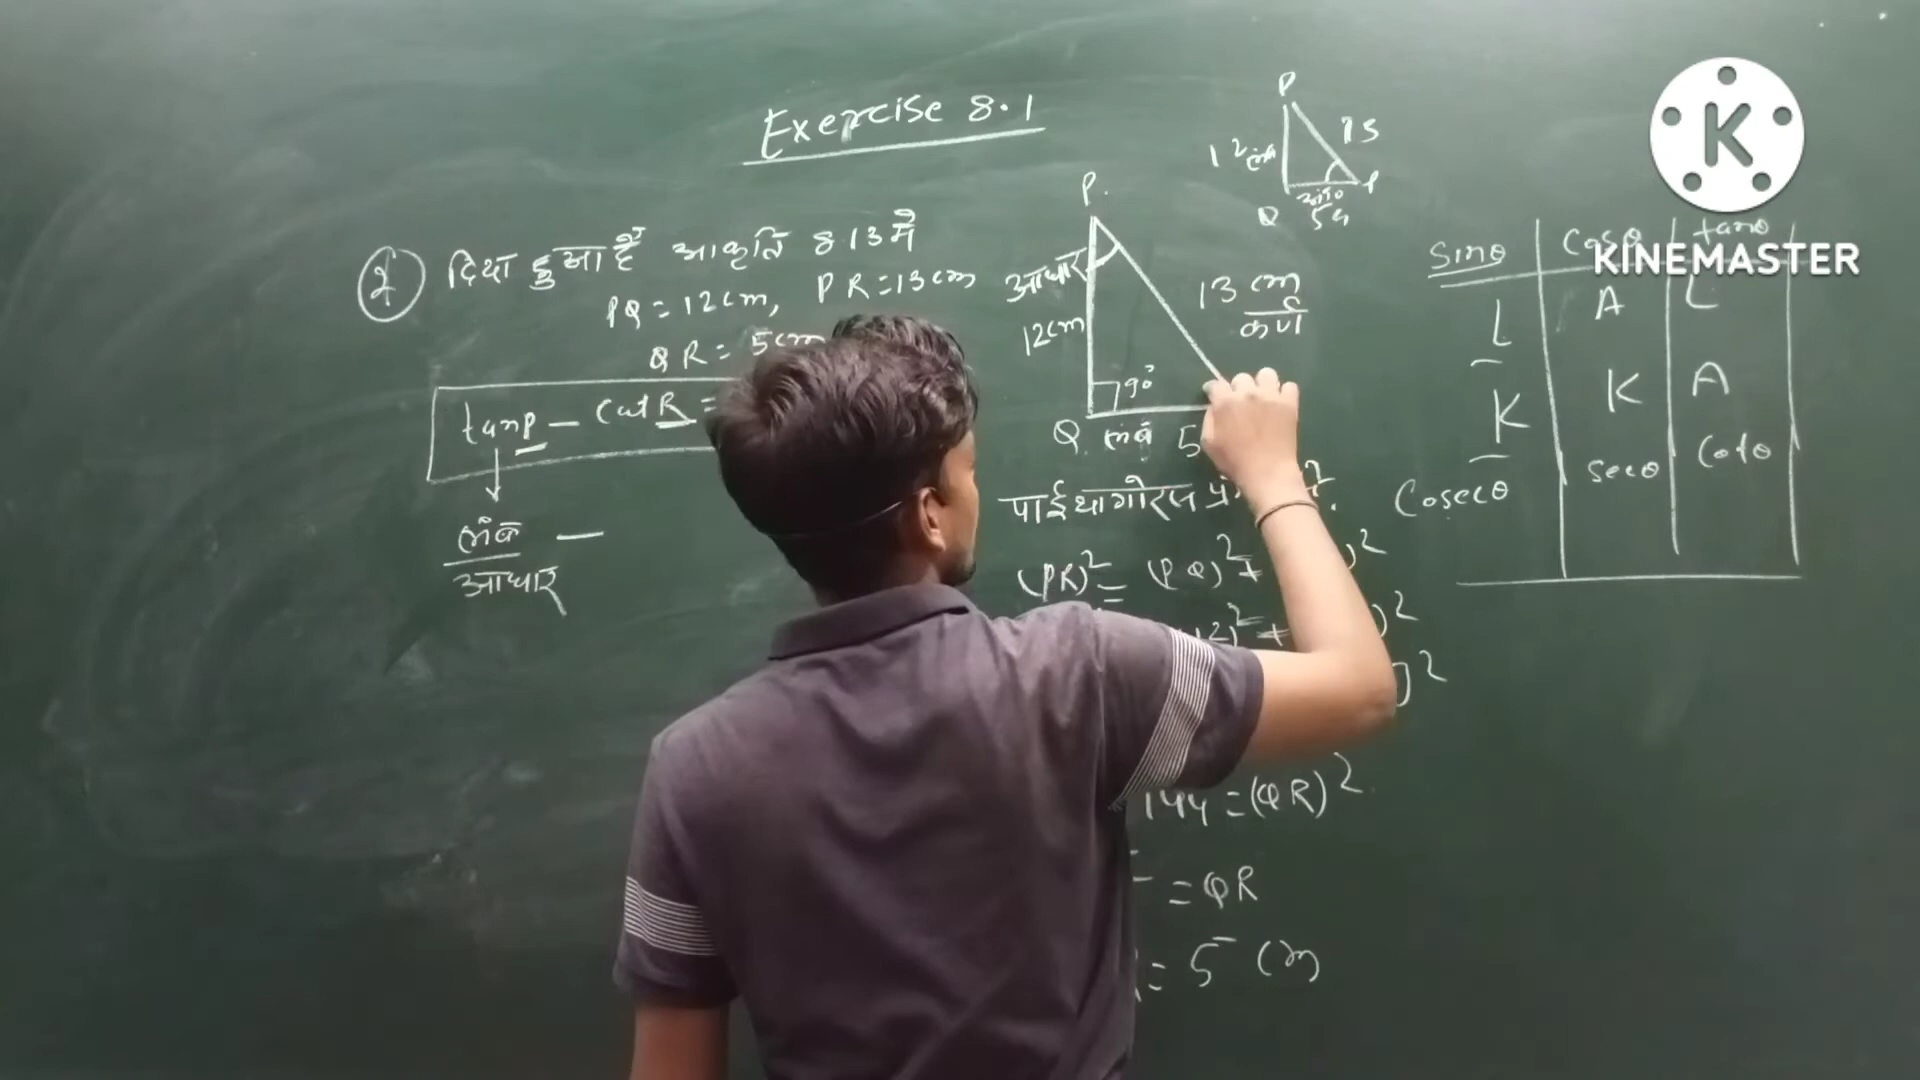 Exercise 8.1
2 दिया हुआ है आकृति 8.13 में
PQ = 12cm, PR = 13cm
QR = 5cm
tanP – cotR =
लंब –
आधार
P
13
12cm
Q
5
P
आधार
12cm
13 cm
कर्ण
90°
Q लंब 5
पाईथागोरस
(PR)² = (PQ)² +
12)² +
144 = (QR)²
= QR
= 5 cm
Sinθ Cosθ tanθ
L A L
K K A
Cosecθ secθ Cotθ
K
KINEMASTER